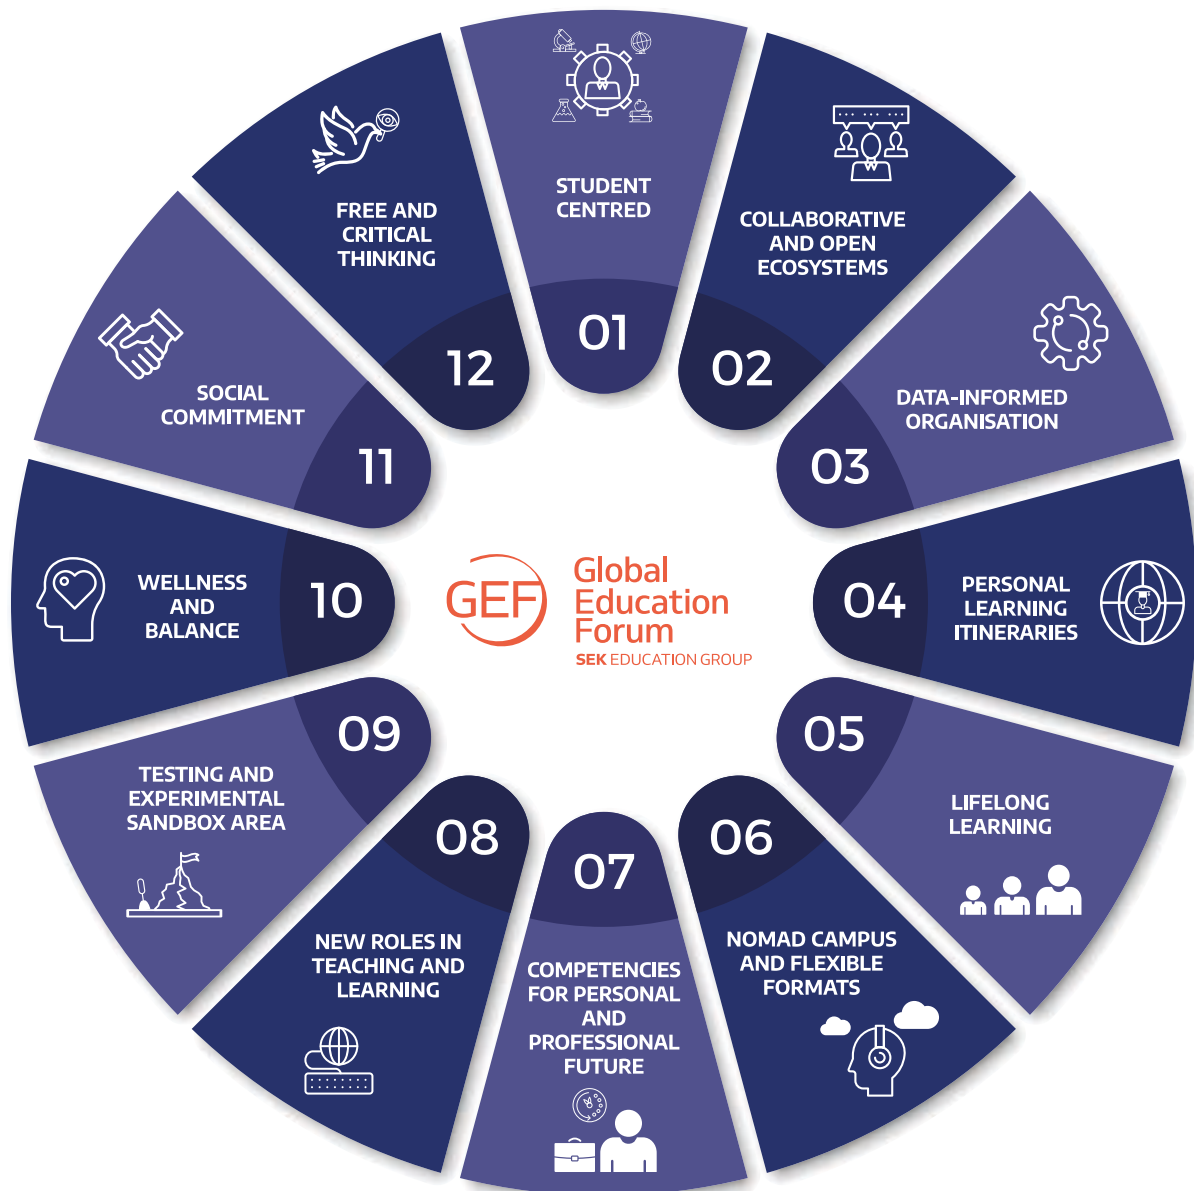 STUDENT
CENTRED
01
COLLABORATIVE
AND OPEN
ECOSYSTEMS
02
DATA-INFORMED
ORGANISATION
03
PERSONAL
LEARNING
ITINERARIES
04
LIFELONG
LEARNING
05
NOMAD CAMPUS
AND FLEXIBLE
FORMATS
06
COMPETENCIES
FOR PERSONAL
AND
PROFESSIONAL
FUTURE
07
NEW ROLES IN
TEACHING AND
LEARNING
08
TESTING AND
EXPERIMENTAL
SANDBOX AREA
09
WELLNESS
AND
BALANCE
10
SOCIAL
COMMITMENT
11
FREE AND
CRITICAL
THINKING
12
GEF
Global
Education
Forum
SEK EDUCATION GROUP